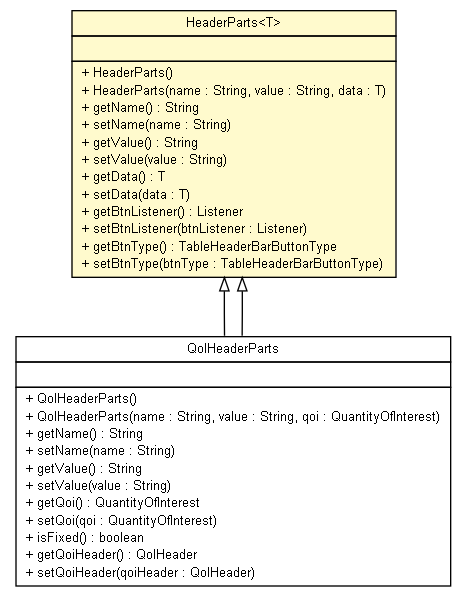 HeaderParts<T>
+ HeaderParts()
+ HeaderParts(name : String, value : String, data : T)
+ getName() : String
+ setName(name : String)
+ getValue() : String
+ setValue(value : String)
+ getData() : T
+ setData(data : T)
+ getBtnListener() : Listener
+ setBtnListener(btnListener : Listener)
+ getBtnType() : TableHeaderBarButtonType
+ setBtnType(btnType : TableHeaderBarButtonType)
QoIHeaderParts
+ QoIHeaderParts()
+ QoIHeaderParts(name : String, value : String, qoi : QuantityOfInterest)
+ getName() : String
+ setName(name : String)
+ getValue() : String
+ setValue(value : String)
+ getQoi() : QuantityOfInterest
+ setQoi(qoi : QuantityOfInterest)
+ isFixed() : boolean
+ getQoiHeader() : QoIHeader
+ setQoiHeader(qoiHeader : QoIHeader)